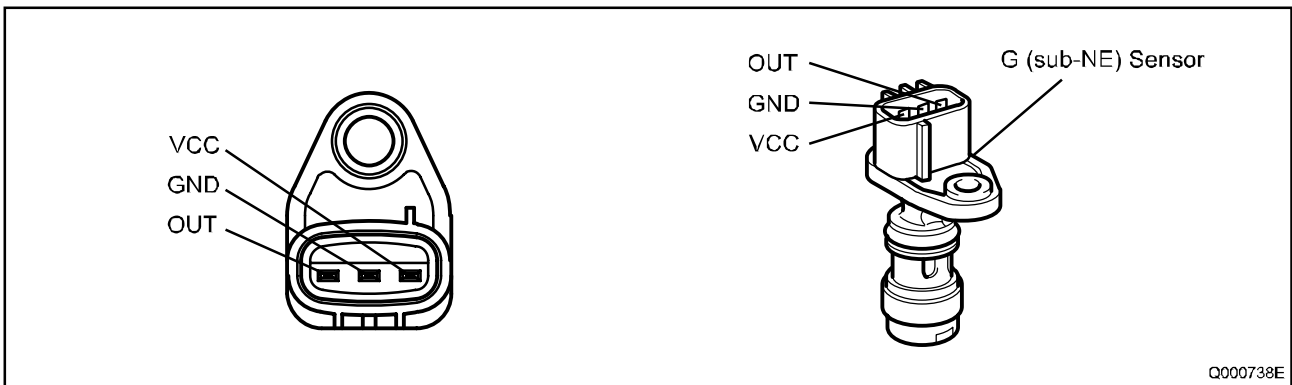 VCC
GND
OUT
OUT
GND
VCC
G (sub-NE) Sensor
Q000738E